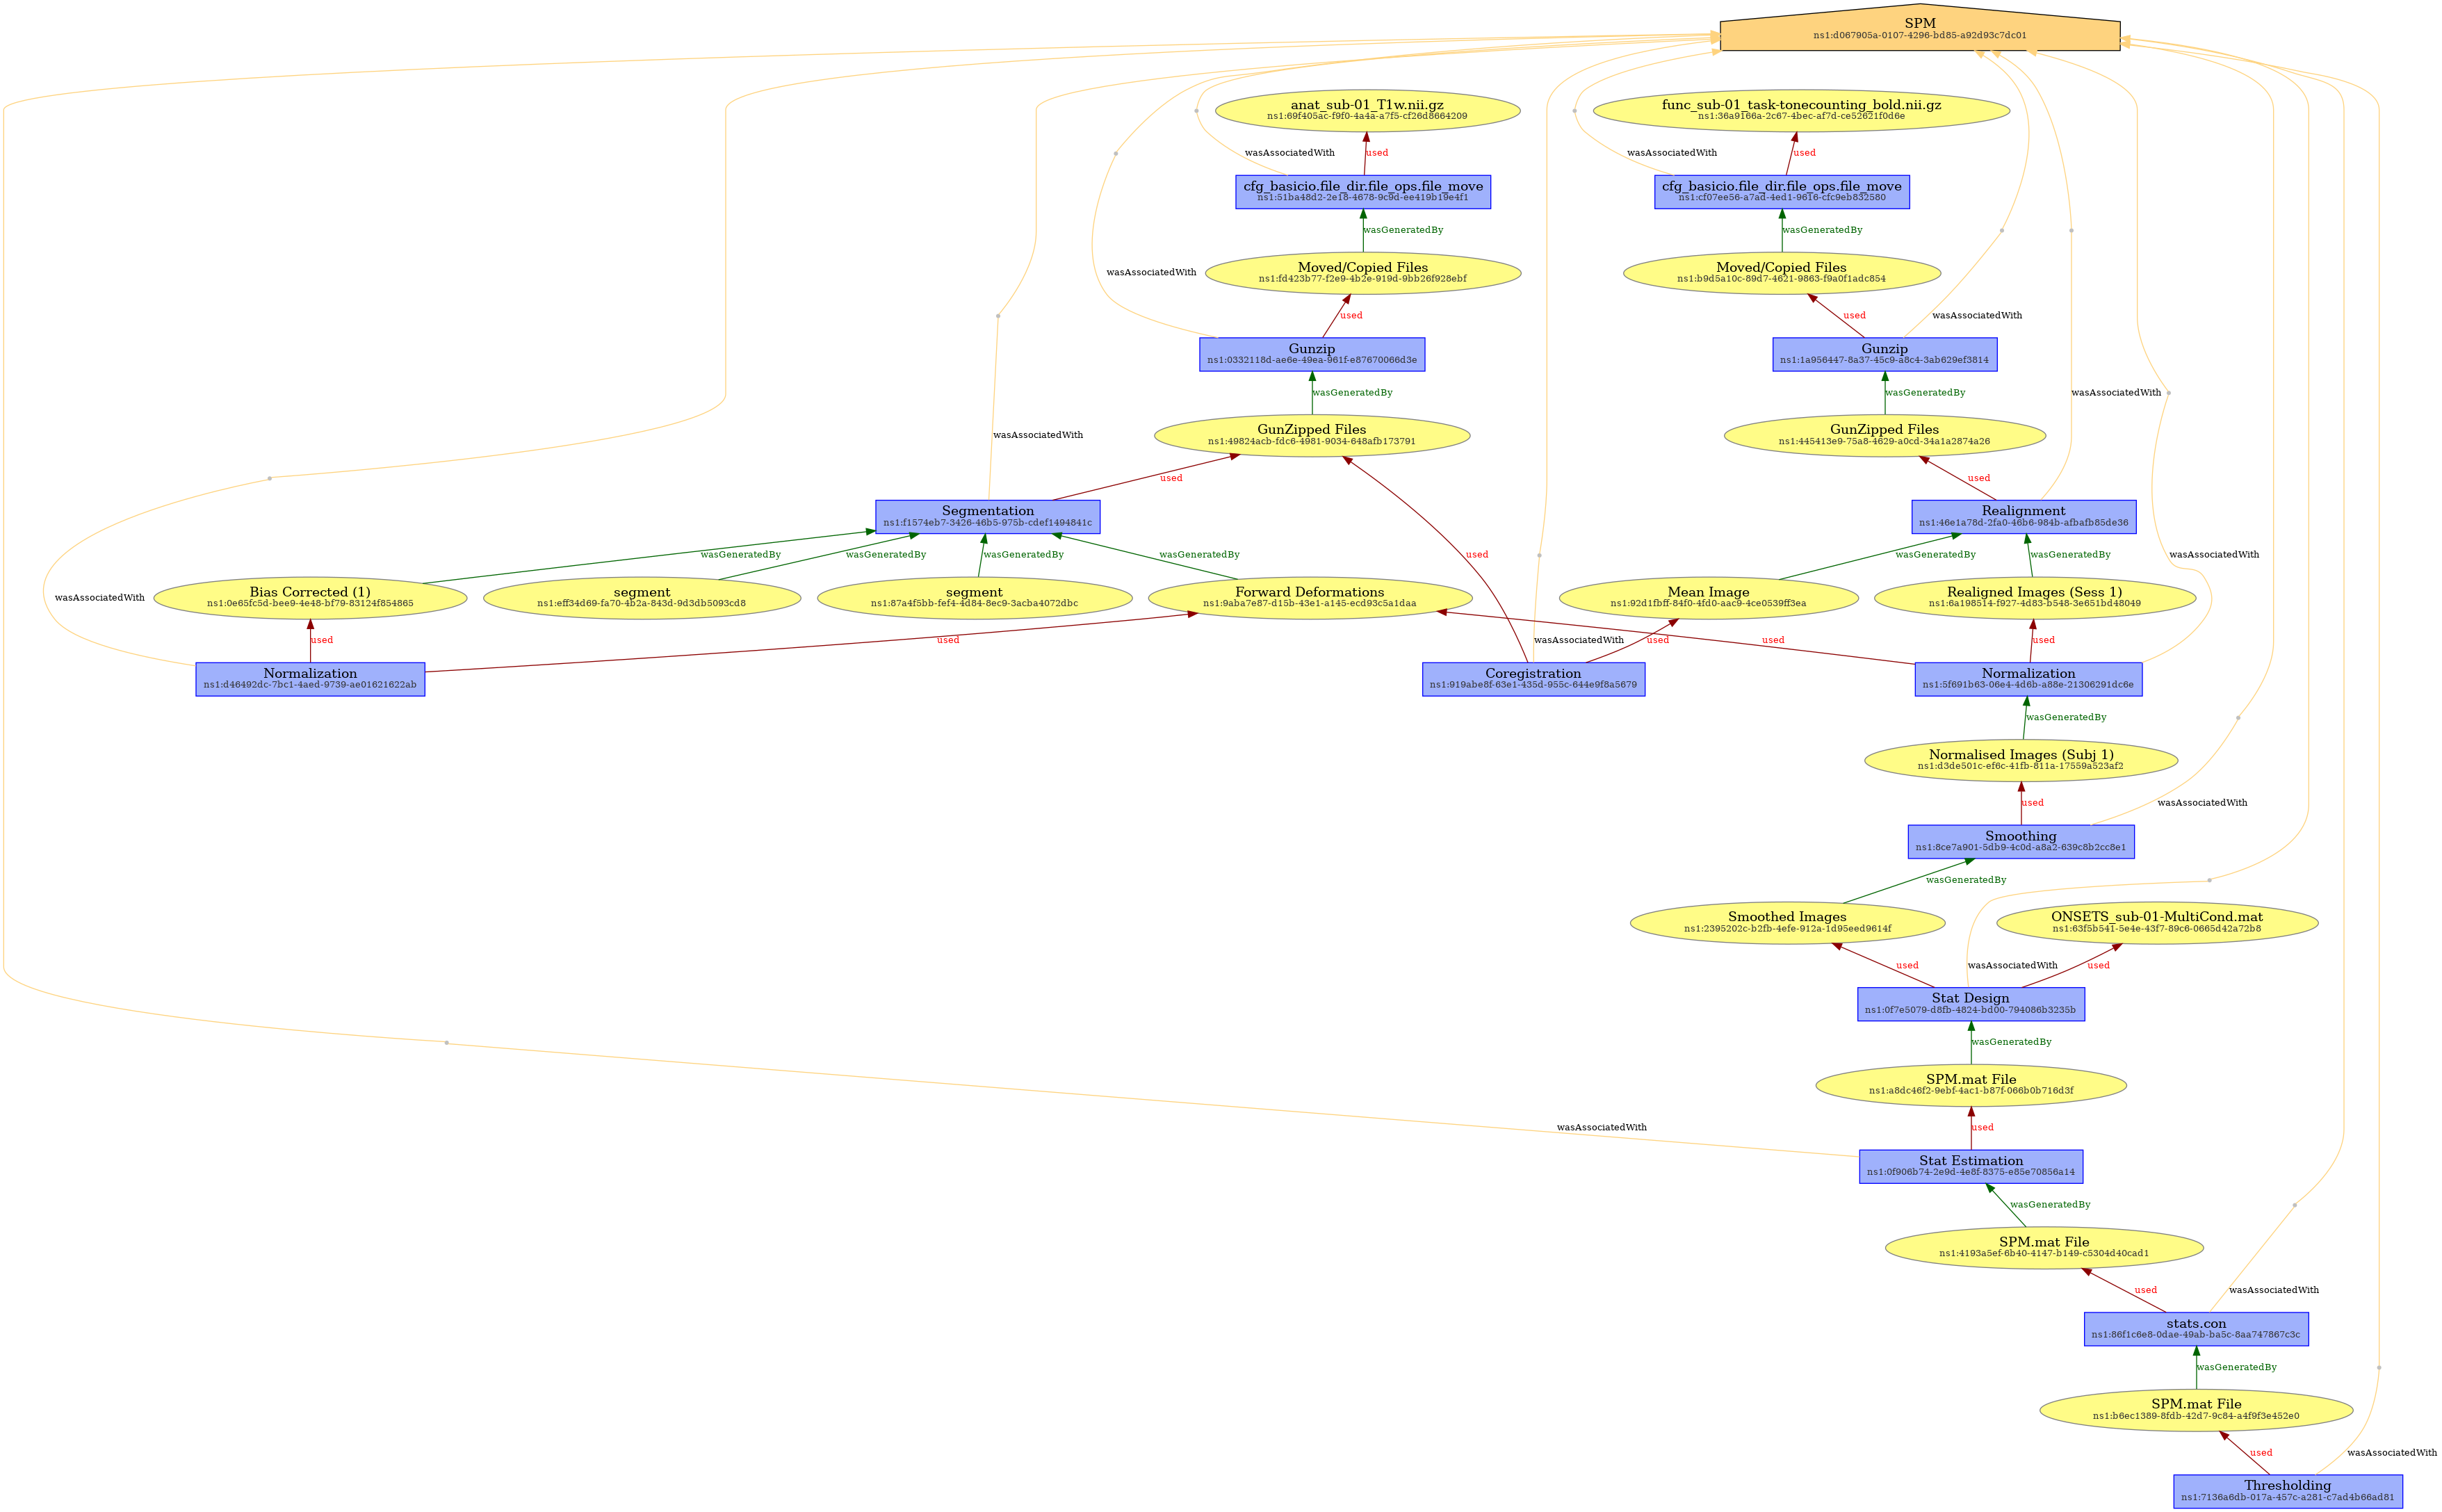 SPM
ns1:d067905a-0107-4296-bd85-a92d93c7dc01
anat_sub-01_T1w.nii.gz
ns1:69f405ac-f9f0-4a4a-a7f5-cf26d8664209
func_sub-01_task-tonecounting_bold.nii.gz
ns1:36a9166a-2c67-4bec-af7d-ce52621f0d6e
wasAssociatedWith
used
wasAssociatedWith
used
cfg_basicio.file_dir.file_ops.file_move
ns1:51ba48d2-2e18-4678-9c9d-ee419b19e4f1
cfg_basicio.file_dir.file_ops.file_move
ns1:cf07ee56-a7ad-4ed1-9616-cfc9eb832580
wasGeneratedBy
wasGeneratedBy
wasAssociatedWith
Moved/Copied Files
ns1:fd423b77-f2e9-4b2e-919d-9bb26f928ebf
Moved/Copied Files
ns1:b9d5a10c-89d7-4621-9863-f9a0f1adc854
used
used
wasAssociatedWith
Gunzip
ns1:0332118d-ae6e-49ea-961f-e87670066d3e
Gunzip
ns1:1a956447-8a37-45c9-a8c4-3ab629ef3814
wasGeneratedBy
wasGeneratedBy
wasAssociatedWith
wasAssociatedWith
GunZipped Files
ns1:49824acb-fdc6-4981-9034-648afb173791
GunZipped Files
ns1:445413e9-75a8-4629-a0cd-34a1a2874a26
used
used
Segmentation
ns1:f1574eb7-3426-46b5-975b-cdef1494841c
Realignment
ns1:46e1a78d-2fa0-46b6-984b-afbafb85de36
wasGeneratedBy
wasGeneratedBy
wasGeneratedBy
wasGeneratedBy
used
wasGeneratedBy
wasGeneratedBy
wasAssociatedWith
wasAssociatedWith
Bias Corrected (1)
ns1:0e65fc5d-bee9-4e48-bf79-83124f854865
segment
ns1:eff34d69-fa70-4b2a-843d-9d3db5093cd8
segment
ns1:87a4f5bb-fef4-4d84-8ec9-3acba4072dbc
Forward Deformations
ns1:9aba7e87-d15b-43e1-a145-ecd93c5a1daa
Mean Image
ns1:92d1fbff-84f0-4fd0-aac9-4ce0539ff3ea
Realigned Images (Sess 1)
ns1:6a198514-f927-4d83-b548-3e651bd48049
used
used
wasAssociatedWith
used
used
used
Normalization
ns1:d46492dc-7bc1-4aed-9739-ae01621622ab
Coregistration
ns1:919abe8f-63e1-435d-955c-644e9f8a5679
Normalization
ns1:5f691b63-06e4-4d6b-a88e-21306291dc6e
wasGeneratedBy
Normalised Images (Subj 1)
ns1:d3de501c-ef6c-41fb-811a-17559a523af2
used
wasAssociatedWith
Smoothing
ns1:8ce7a901-5db9-4c0d-a8a2-639c8b2cc8e1
wasGeneratedBy
Smoothed Images
ns1:2395202c-b2fb-4efe-912a-1d95eed9614f
ONSETS_sub-01-MultiCond.mat
ns1:63f5b541-5e4e-43f7-89c6-0665d42a72b8
used
wasAssociatedWith
used
Stat Design
ns1:0f7e5079-d8fb-4824-bd00-794086b3235b
wasGeneratedBy
SPM.mat File
ns1:a8dc46f2-9ebf-4ac1-b87f-066b0b716d3f
wasAssociatedWith
used
Stat Estimation
ns1:0f906b74-2e9d-4e8f-8375-e85e70856a14
wasGeneratedBy
SPM.mat File
ns1:4193a5ef-6b40-4147-b149-c5304d40cad1
used
wasAssociatedWith
stats.con
ns1:86f1c6e8-0dae-49ab-ba5c-8aa747867c3c
wasGeneratedBy
SPM.mat File
ns1:b6ec1389-8fdb-42d7-9c84-a4f9f3e452e0
used
wasAssociatedWith
Thresholding
ns1:7136a6db-017a-457c-a281-c7ad4b66ad81